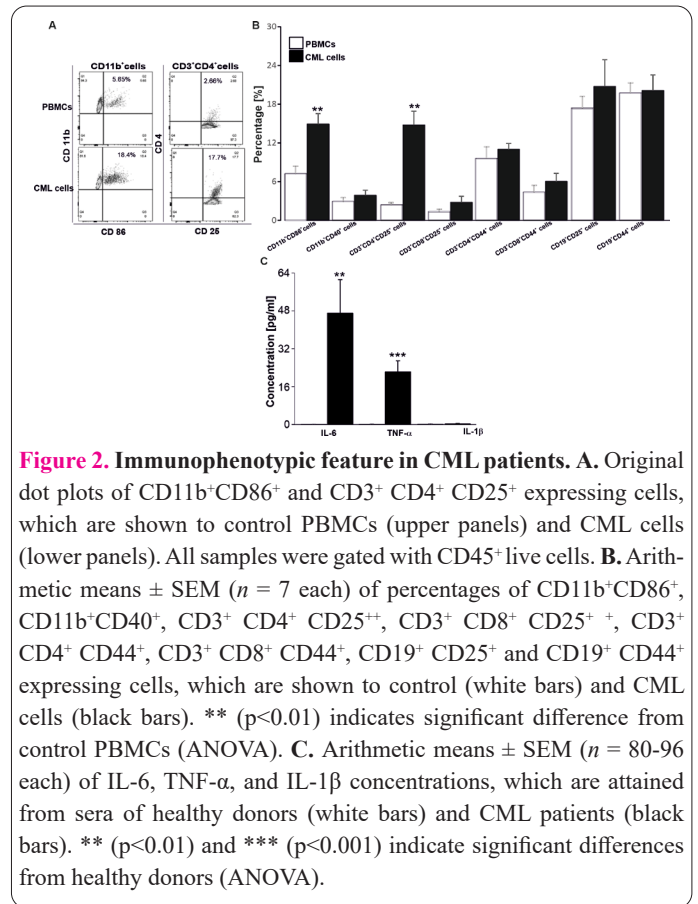 A
CD11b⁺cells
CD3⁺CD4⁺cells
5.65%
2.66%
PBMCs
CD 11b
CD 4
18.4%
17.7%
CML cells
CD 86
CD 25
B
PBMCs
CML cells
Percentage [%]
30
24
18
12
6
0
**
**
CD11b⁺CD86⁺ cells
CD11b⁺CD40⁺ cells
CD3⁺CD4⁺CD25⁺ cells
CD3⁺CD8⁺CD25⁺ cells
CD3⁺CD4⁺CD44⁺ cells
CD3⁺CD8⁺CD44⁺ cells
CD19⁺CD25⁺ cells
CD19⁺CD44⁺ cells
C
Concentration [pg/ml]
64
48
32
16
0
**
***
IL-6
TNF-α
IL-1β
Figure 2. Immunophenotypic feature in CML patients. A. Original
dot plots of CD11b+CD86⁺ and CD3⁺ CD4⁺ CD25⁺ expressing cells,
which are shown to control PBMCs (upper panels) and CML cells
(lower panels). All samples were gated with CD45⁺ live cells. B. Arith-
metic means ± SEM (n = 7 each) of percentages of CD11b⁺CD86⁺,
CD11b⁺CD40⁺, CD3⁺ CD4⁺ CD25⁺⁺, CD3⁺ CD8⁺ CD25⁺ ⁺, CD3⁺
CD4⁺ CD44⁺, CD3⁺ CD8⁺ CD44⁺, CD19⁺ CD25⁺ and CD19⁺ CD44⁺
expressing cells, which are shown to control (white bars) and CML
cells (black bars). ** (p<0.01) indicates significant difference from
control PBMCs (ANOVA). C. Arithmetic means ± SEM (n = 80-96
each) of IL-6, TNF-α, and IL-1β concentrations, which are attained
from sera of healthy donors (white bars) and CML patients (black
bars). ** (p<0.01) and *** (p<0.001) indicate significant differences
from healthy donors (ANOVA).